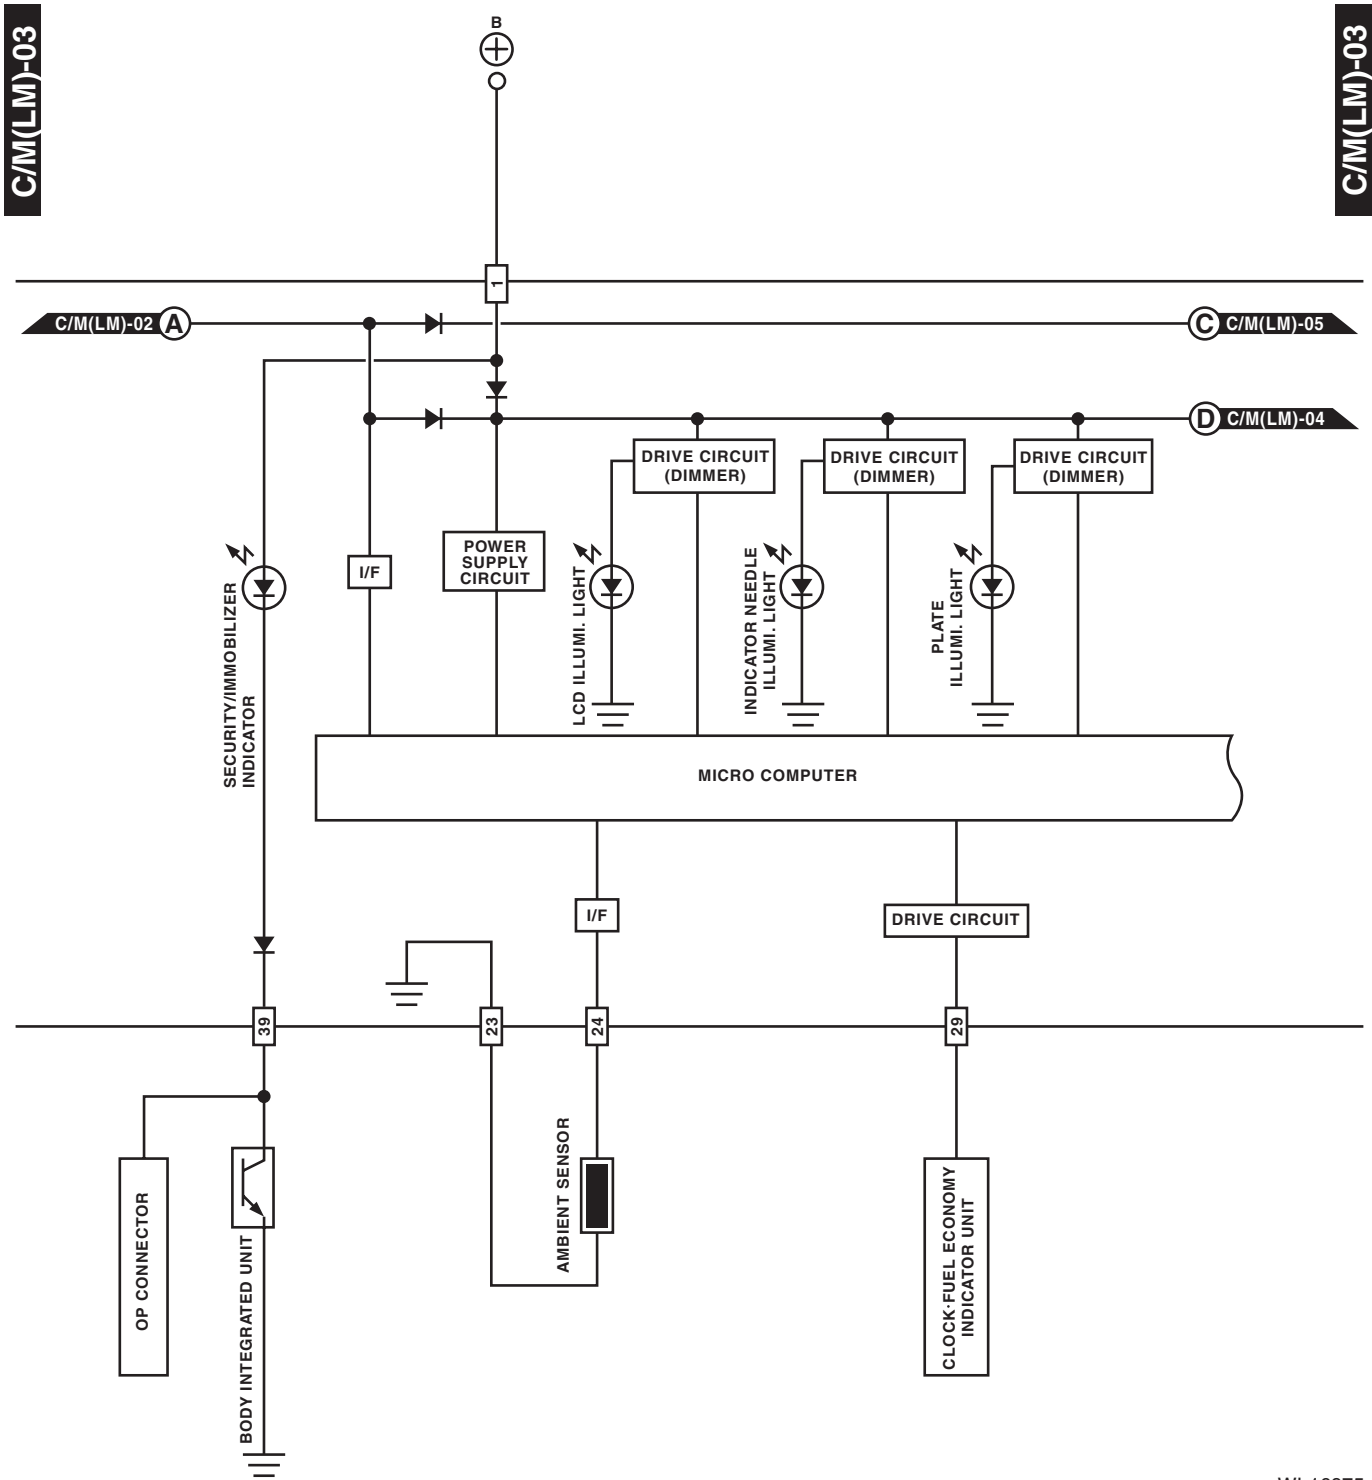 C/M(LM)-03
C/M(LM)-03
B
1
C/M(LM)-02 A
C C/M(LM)-05
D C/M(LM)-04
DRIVE CIRCUIT
(DIMMER)
DRIVE CIRCUIT
(DIMMER)
DRIVE CIRCUIT
(DIMMER)
I/F
POWER
SUPPLY
CIRCUIT
SECURITY/IMMOBILIZER
INDICATOR
LCD ILLUMI. LIGHT
INDICATOR NEEDLE
ILLUMI. LIGHT
PLATE
ILLUMI. LIGHT
MICRO COMPUTER
I/F
DRIVE CIRCUIT
39
23
24
29
OP CONNECTOR
BODY INTEGRATED UNIT
AMBIENT SENSOR
CLOCK·FUEL ECONOMY
INDICATOR UNIT